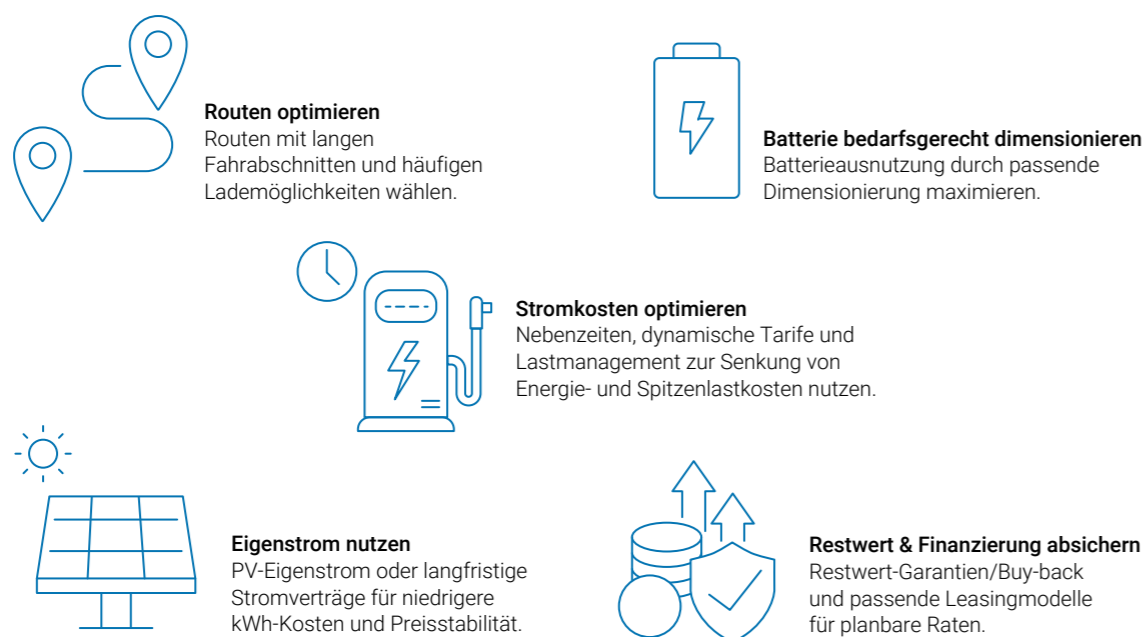 Routen optimieren
Routen mit langen
Fahrabschnitten und häufigen
Lademöglichkeiten wählen.
Batterie bedarfsgerecht dimensionieren
Batterieausnutzung durch passende
Dimensionierung maximieren.
Stromkosten optimieren
Nebenzeiten, dynamische Tarife und
Lastmanagement zur Senkung von
Energie- und Spitzenlastkosten nutzen.
Eigenstrom nutzen
PV-Eigenstrom oder langfristige
Stromverträge für niedrigere
kWh-Kosten und Preisstabilität.
Restwert & Finanzierung absichern
Restwert-Garantien/Buy-back
und passende Leasingmodelle
für planbare Raten.